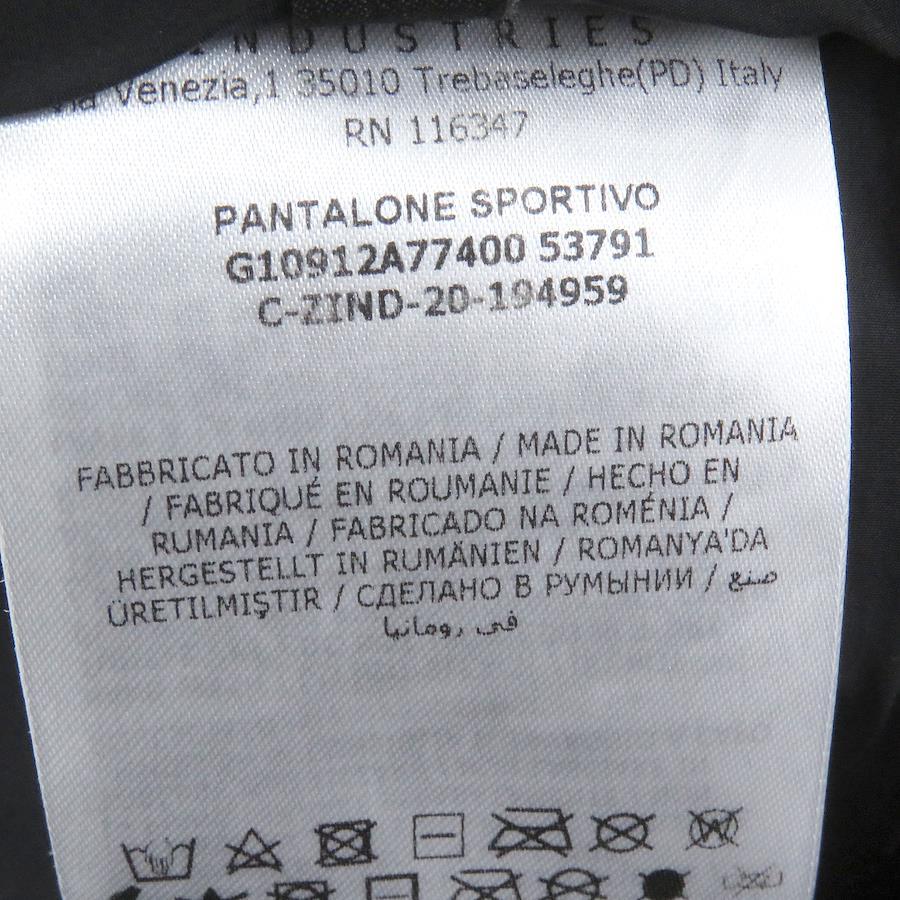 INDUSTRIES
Via Venezia,1 35010 Trebaseleghe(PD) Italy
RN 116347
PANTALONE SPORTIVO
G10912A77400 53791
C-ZIND-20-194959
FABBRICATO IN ROMANIA / MADE IN ROMANIA
/ FABRIQUÉ EN ROUMANIE / HECHO EN
RUMANIA / FABRICADO NA ROMÉNIA /
HERGESTELLT IN RUMÄNIEN / ROMANYA'DA
ÜRETILMIŞTIR / СДЕЛАНО В РУМЫНИИ / صنع
في رومانيا
W